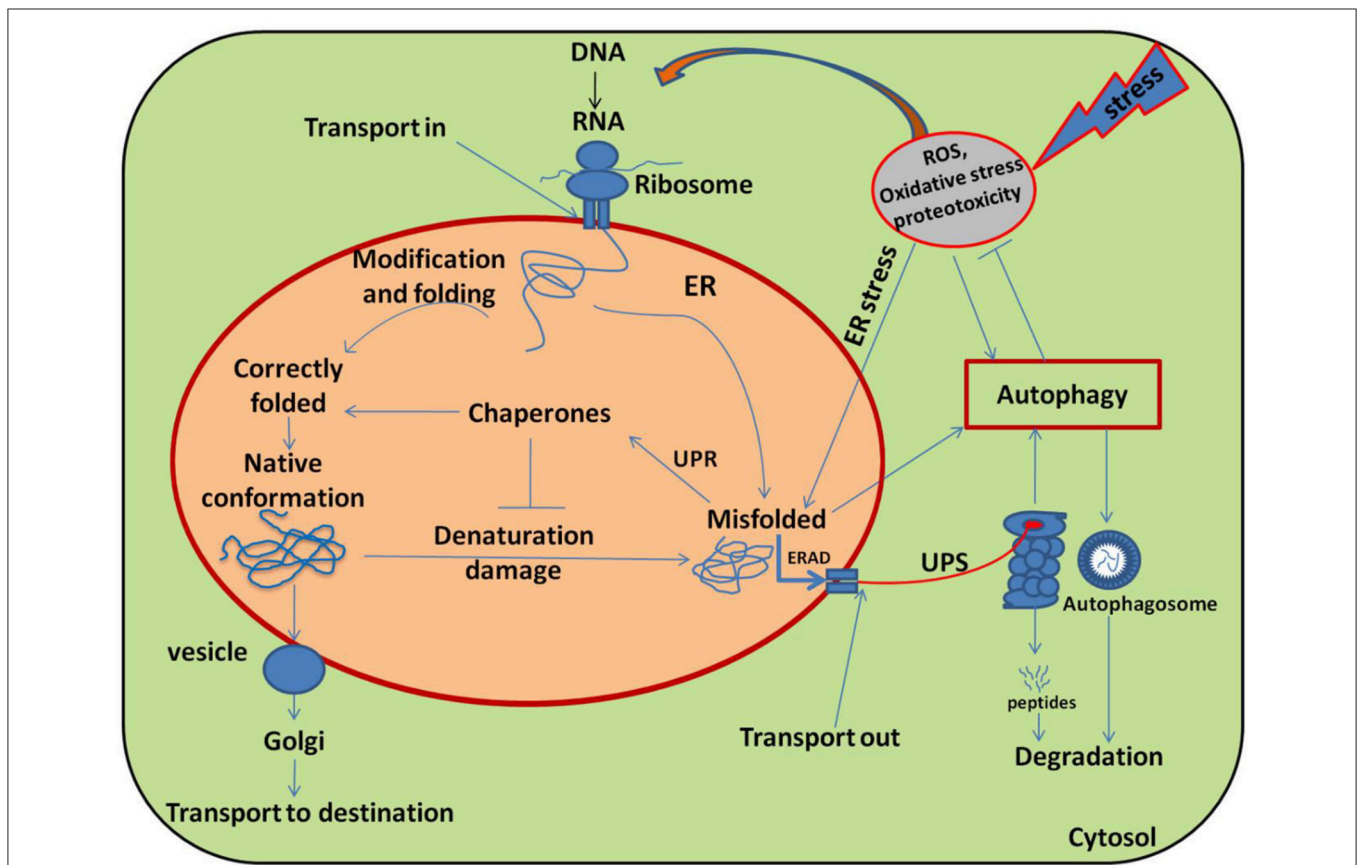 DNA
stress
Transport in
RNA
ROS,
Oxidative stress
proteotoxicity
Ribosome
Modification
and folding
ER
ER stress
Correctly
folded
Chaperones
Autophagy
UPR
Native
conformation
Misfolded
Denaturation
damage
ERAD
UPS
Autophagosome
vesicle
peptides
Golgi
Transport out
Degradation
Transport to destination
Cytosol